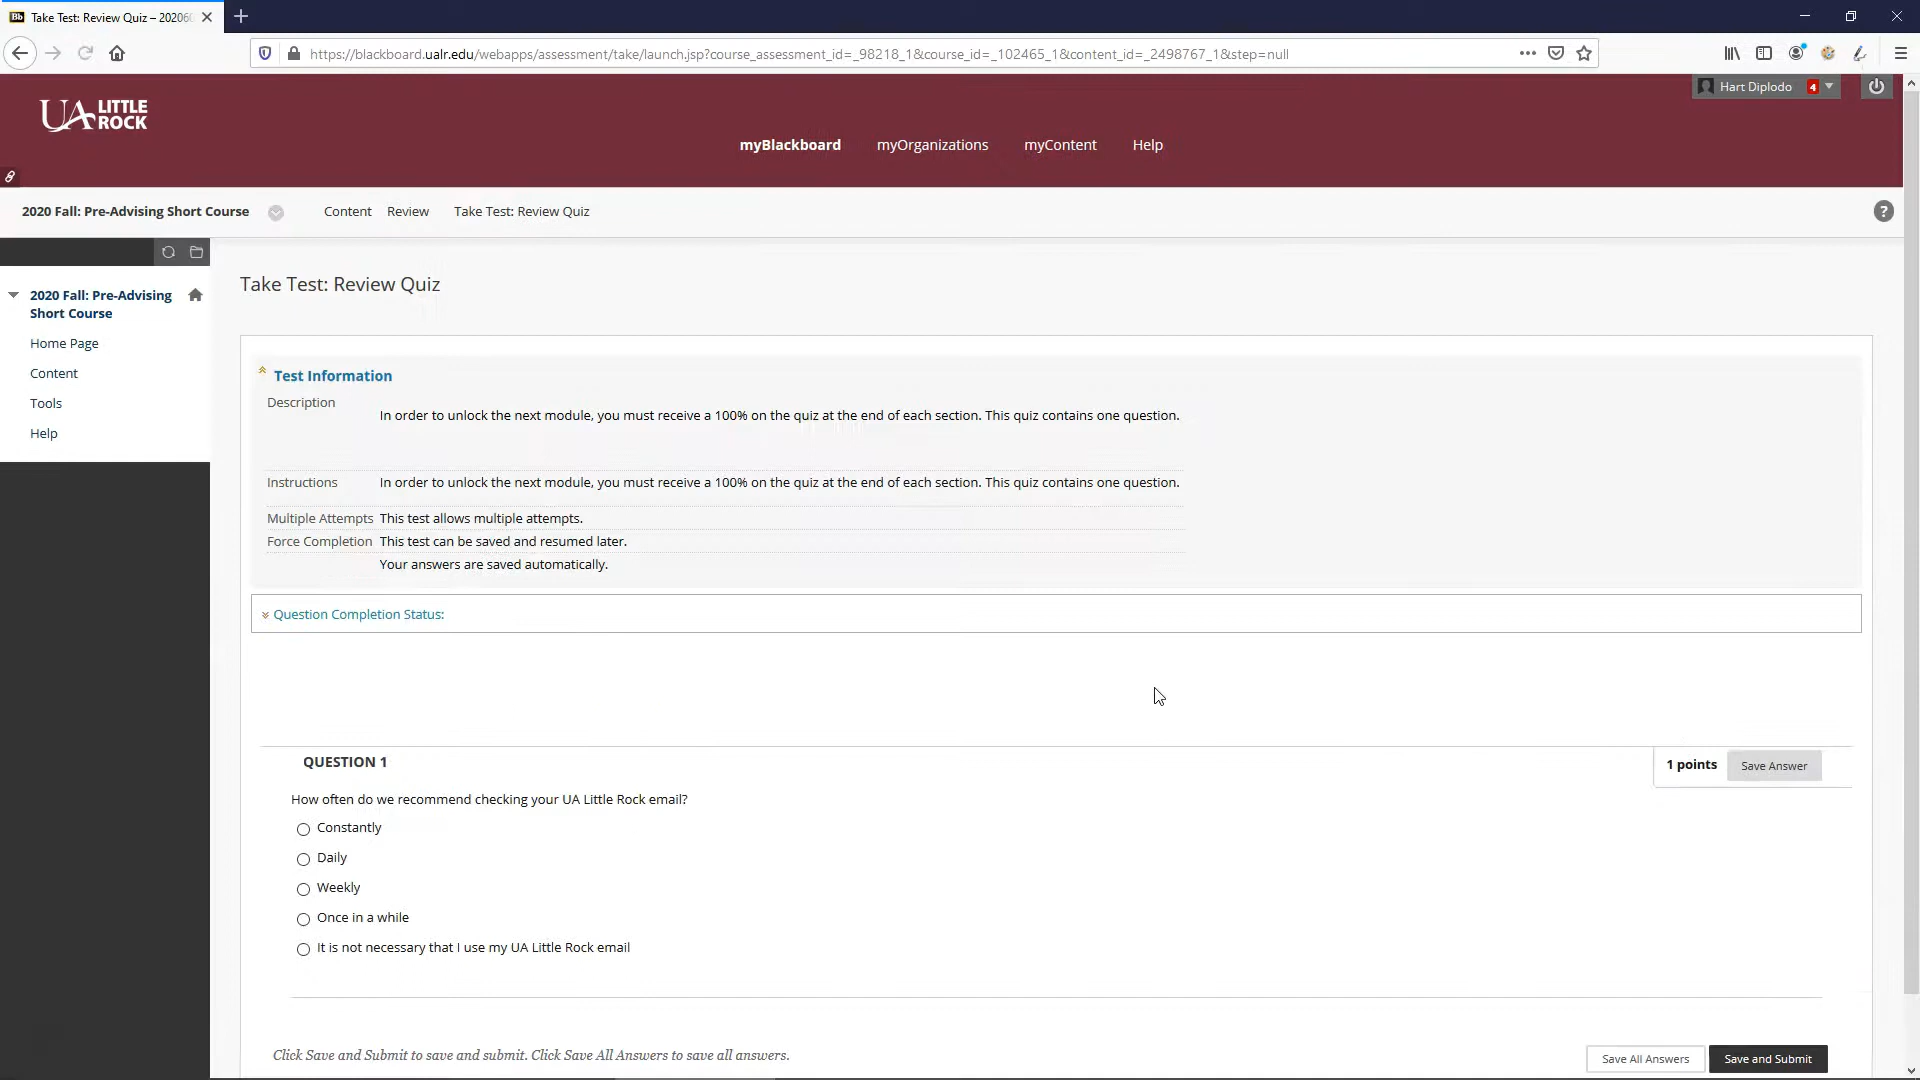 Take Test: Review Quiz – 20206
https://blackboard.ualr.edu/webapps/assessment/take/launch.jsp?course_assessment_id=_98218_1&course_id=_102465_1&content_id=_2498767_1&step=null
UA LITTLE ROCK
Hart Diplodo 4
myBlackboard myOrganizations myContent Help
2020 Fall: Pre-Advising Short Course Content Review Take Test: Review Quiz ?
2020 Fall: Pre-Advising
Short Course
Home Page
Content
Tools
Help
Take Test: Review Quiz
Test Information
Description
In order to unlock the next module, you must receive a 100% on the quiz at the end of each section. This quiz contains one question.
Instructions In order to unlock the next module, you must receive a 100% on the quiz at the end of each section. This quiz contains one question.
Multiple Attempts This test allows multiple attempts.
Force Completion This test can be saved and resumed later.
Your answers are saved automatically.
Question Completion Status:
QUESTION 1
1 points Save Answer
How often do we recommend checking your UA Little Rock email?
Constantly
Daily
Weekly
Once in a while
It is not necessary that I use my UA Little Rock email
Click Save and Submit to save and submit. Click Save All Answers to save all answers.
Save All Answers Save and Submit